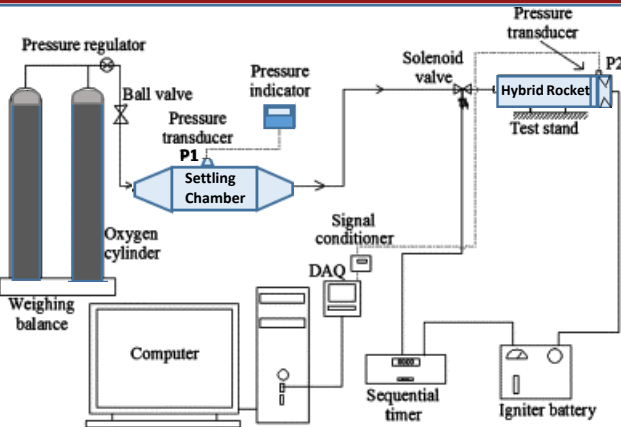 Pressure
transducer
P2
Pressure regulator
Solenoid
valve
Hybrid Rocket
Test stand
Pressure
indicator
Ball valve
Pressure
transducer
P1
Settling
Chamber
Oxygen
cylinder
Signal
conditioner
DAQ
Weighing
balance
Computer
Sequential
timer
Igniter battery